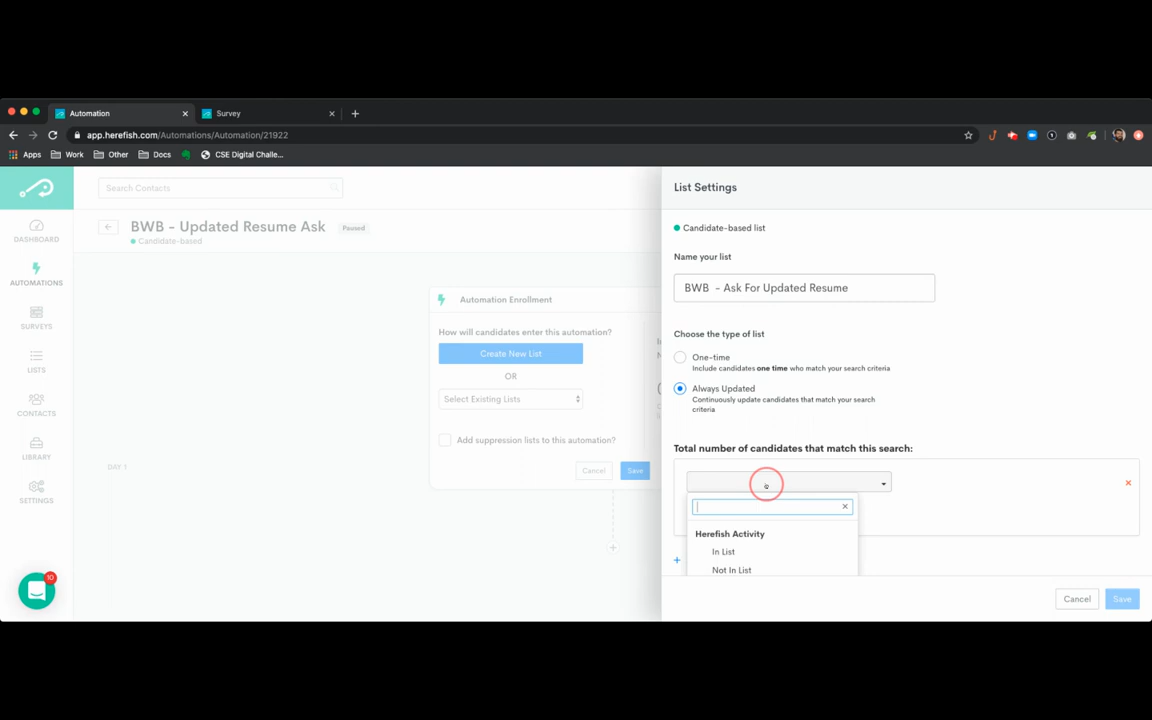 Automation
Survey
app.herefish.com/Automations/Automation/21922
Apps
Work
Other
Docs
CSE Digital Challe...
DASHBOARD
AUTOMATIONS
SURVEYS
LISTS
CONTACTS
LIBRARY
SETTINGS
10
Search Contacts
BWB - Updated Resume Ask
Paused
Candidate-based
DAY 1
Automation Enrollment
How will candidates enter this automation?
Create New List
OR
Select Existing Lists
Add suppression lists to this automation?
Cancel
Save
List Settings
Candidate-based list
Name your list
BWB - Ask For Updated Resume
Choose the type of list
One-time
Include candidates one time who match your search criteria
Always Updated
Continuously update candidates that match your search
criteria
Total number of candidates that match this search:
Herefish Activity
In List
Not In List
Cancel
Save